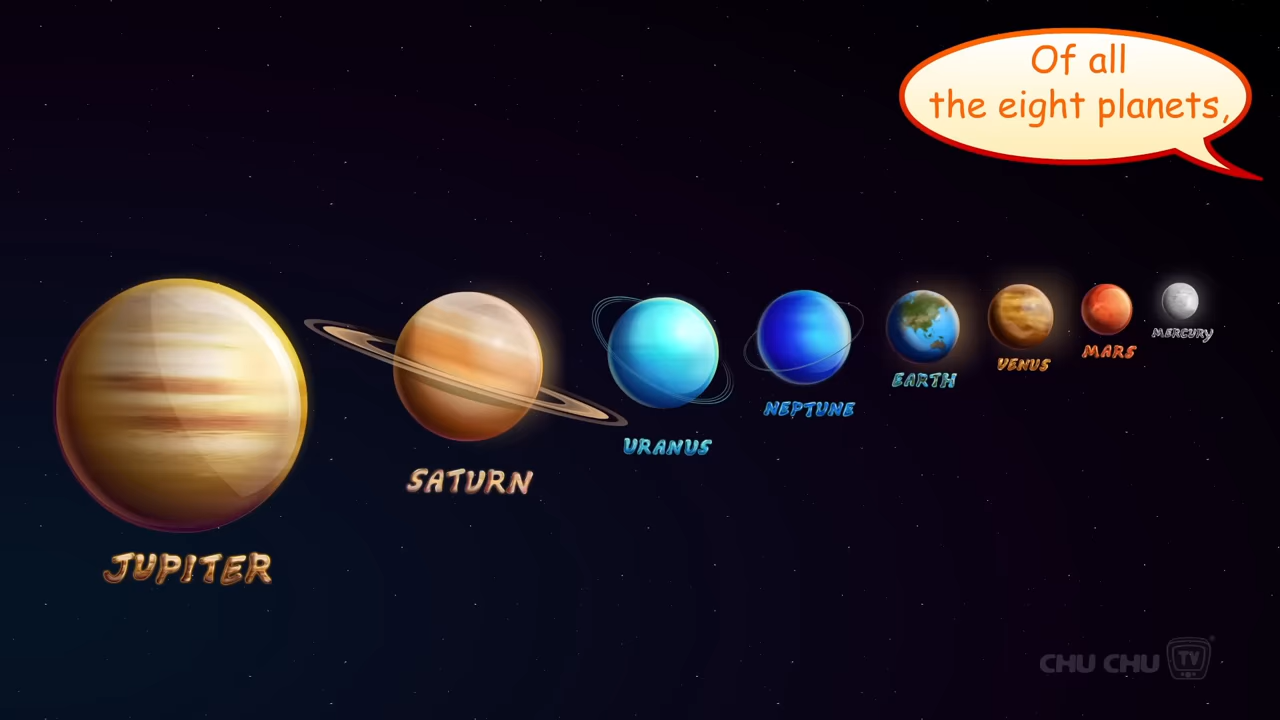 Of all
the eight planets,
JUPITER
SATURN
URANUS
NEPTUNE
EARTH
VENUS
MARS
MERCURY
CHU CHU TV